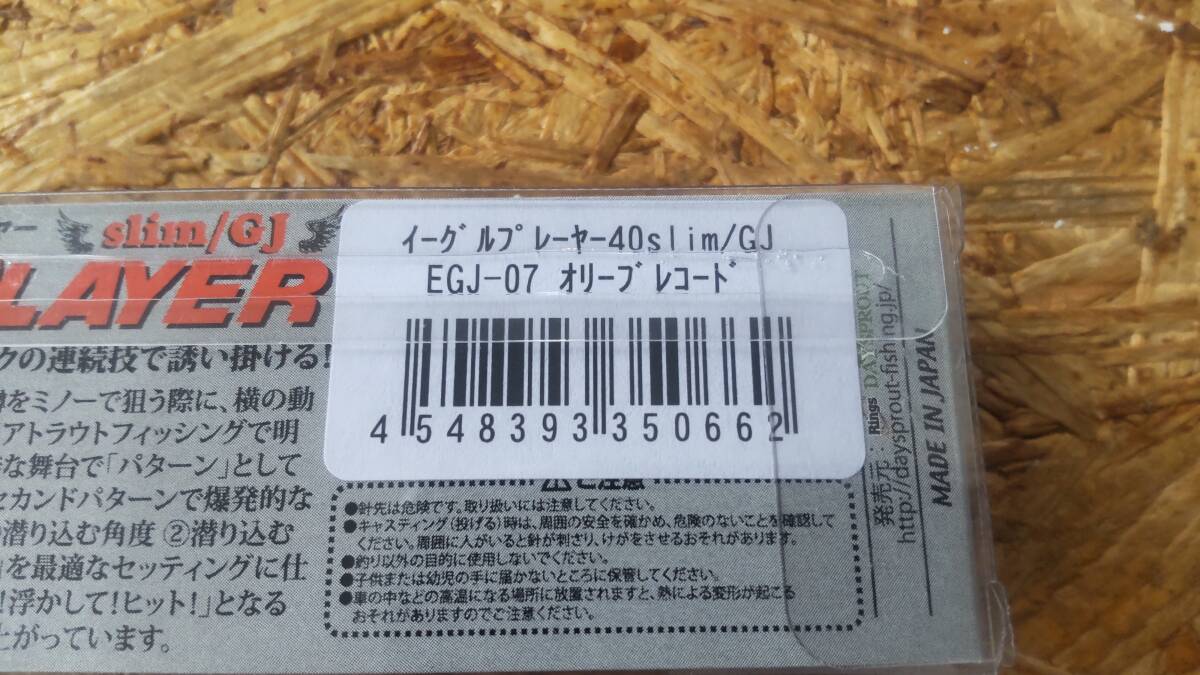 ヤー slim/GJ
LAYER
クの連続技で誘い掛ける!
をミノーで狙う際に、横の動
アトラウトフィッシングで明
な舞台で「パターン」として
セカンドパターンで爆発的な
潜り込む角度 ②潜り込む
を最適なセッティングに仕
!浮かして!ヒット!」となる
上がっています。
ｲｰｸﾞﾙﾌﾟﾚｰﾔｰ40slim/GJ
EGJ-07 ｵﾘｰﾌﾞﾚｺｰﾄﾞ
4 548393 350662
⚠ご注意
●針先は危険です。取り扱いには注意してください。
●キャスティング(投げる)時は、周囲の安全を確かめ、危険のないことを確認して
ください。周囲に人がいると針が刺さり、けがをさせるおそれがあります。
●釣り以外の目的に使用しないでください。
●子供または幼児の手に届かないところに保管してください。
●車の中などの高温になる場所に放置されますと、熱による変形が起こる
おそれがありますのでご注意ください。
発売元: Rings DAYSPROUT
http://daysprout-fishing.jp/
MADE IN JAPAN